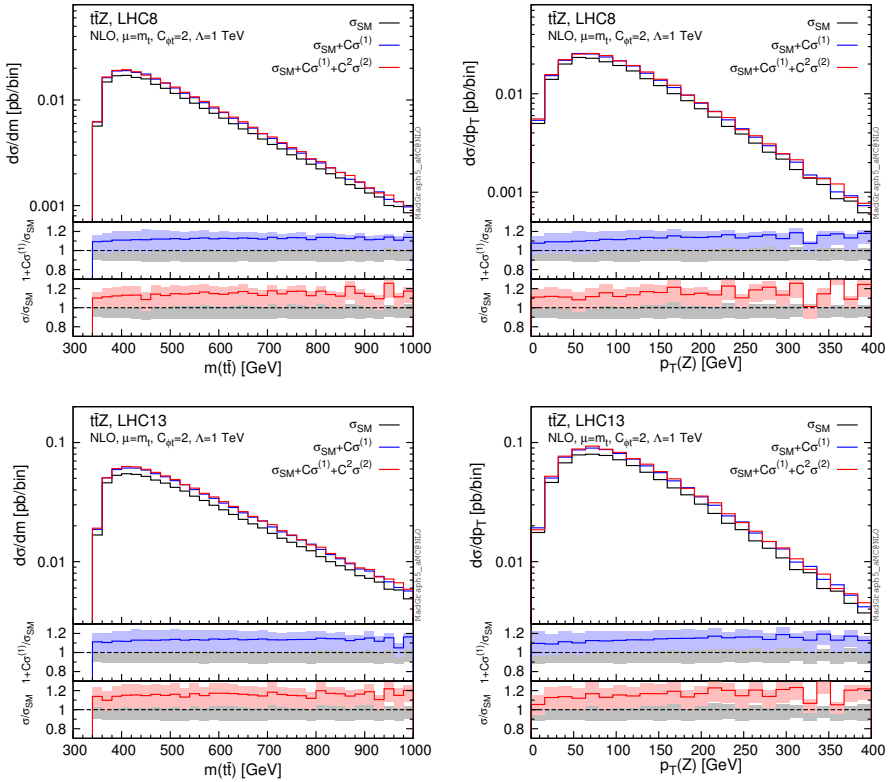 tt̄Z, LHC8
NLO, μ=mₜ, C_ϕt=2, Λ=1 TeV
σ_SM
σ_SM+Cσ⁽¹⁾
σ_SM+Cσ⁽¹⁾+C²σ⁽²⁾
dσ/dm [pb/bin]
0.01
0.001
MadGraph5_aMC@NLO
1+Cσ⁽¹⁾/σ_SM
1.2
1
0.8
σ/σ_SM
1.2
1
0.8
300 400 500 600 700 800 900 1000
m(tt̄) [GeV]
tt̄Z, LHC8
NLO, μ=mₜ, C_ϕt=2, Λ=1 TeV
σ_SM
σ_SM+Cσ⁽¹⁾
σ_SM+Cσ⁽¹⁾+C²σ⁽²⁾
dσ/dp_T [pb/bin]
0.01
0.001
MadGraph5_aMC@NLO
1+Cσ⁽¹⁾/σ_SM
1.2
1
0.8
σ/σ_SM
1.2
1
0.8
0 50 100 150 200 250 300 350 400
p_T(Z) [GeV]
tt̄Z, LHC13
NLO, μ=mₜ, C_ϕt=2, Λ=1 TeV
σ_SM
σ_SM+Cσ⁽¹⁾
σ_SM+Cσ⁽¹⁾+C²σ⁽²⁾
dσ/dm [pb/bin]
0.1
0.01
MadGraph5_aMC@NLO
1+Cσ⁽¹⁾/σ_SM
1.2
1
0.8
σ/σ_SM
1.2
1
0.8
300 400 500 600 700 800 900 1000
m(tt̄) [GeV]
tt̄Z, LHC13
NLO, μ=mₜ, C_ϕt=2, Λ=1 TeV
σ_SM
σ_SM+Cσ⁽¹⁾
σ_SM+Cσ⁽¹⁾+C²σ⁽²⁾
dσ/dp_T [pb/bin]
0.1
0.01
MadGraph5_aMC@NLO
1+Cσ⁽¹⁾/σ_SM
1.2
1
0.8
σ/σ_SM
1.2
1
0.8
0 50 100 150 200 250 300 350 400
p_T(Z) [GeV]